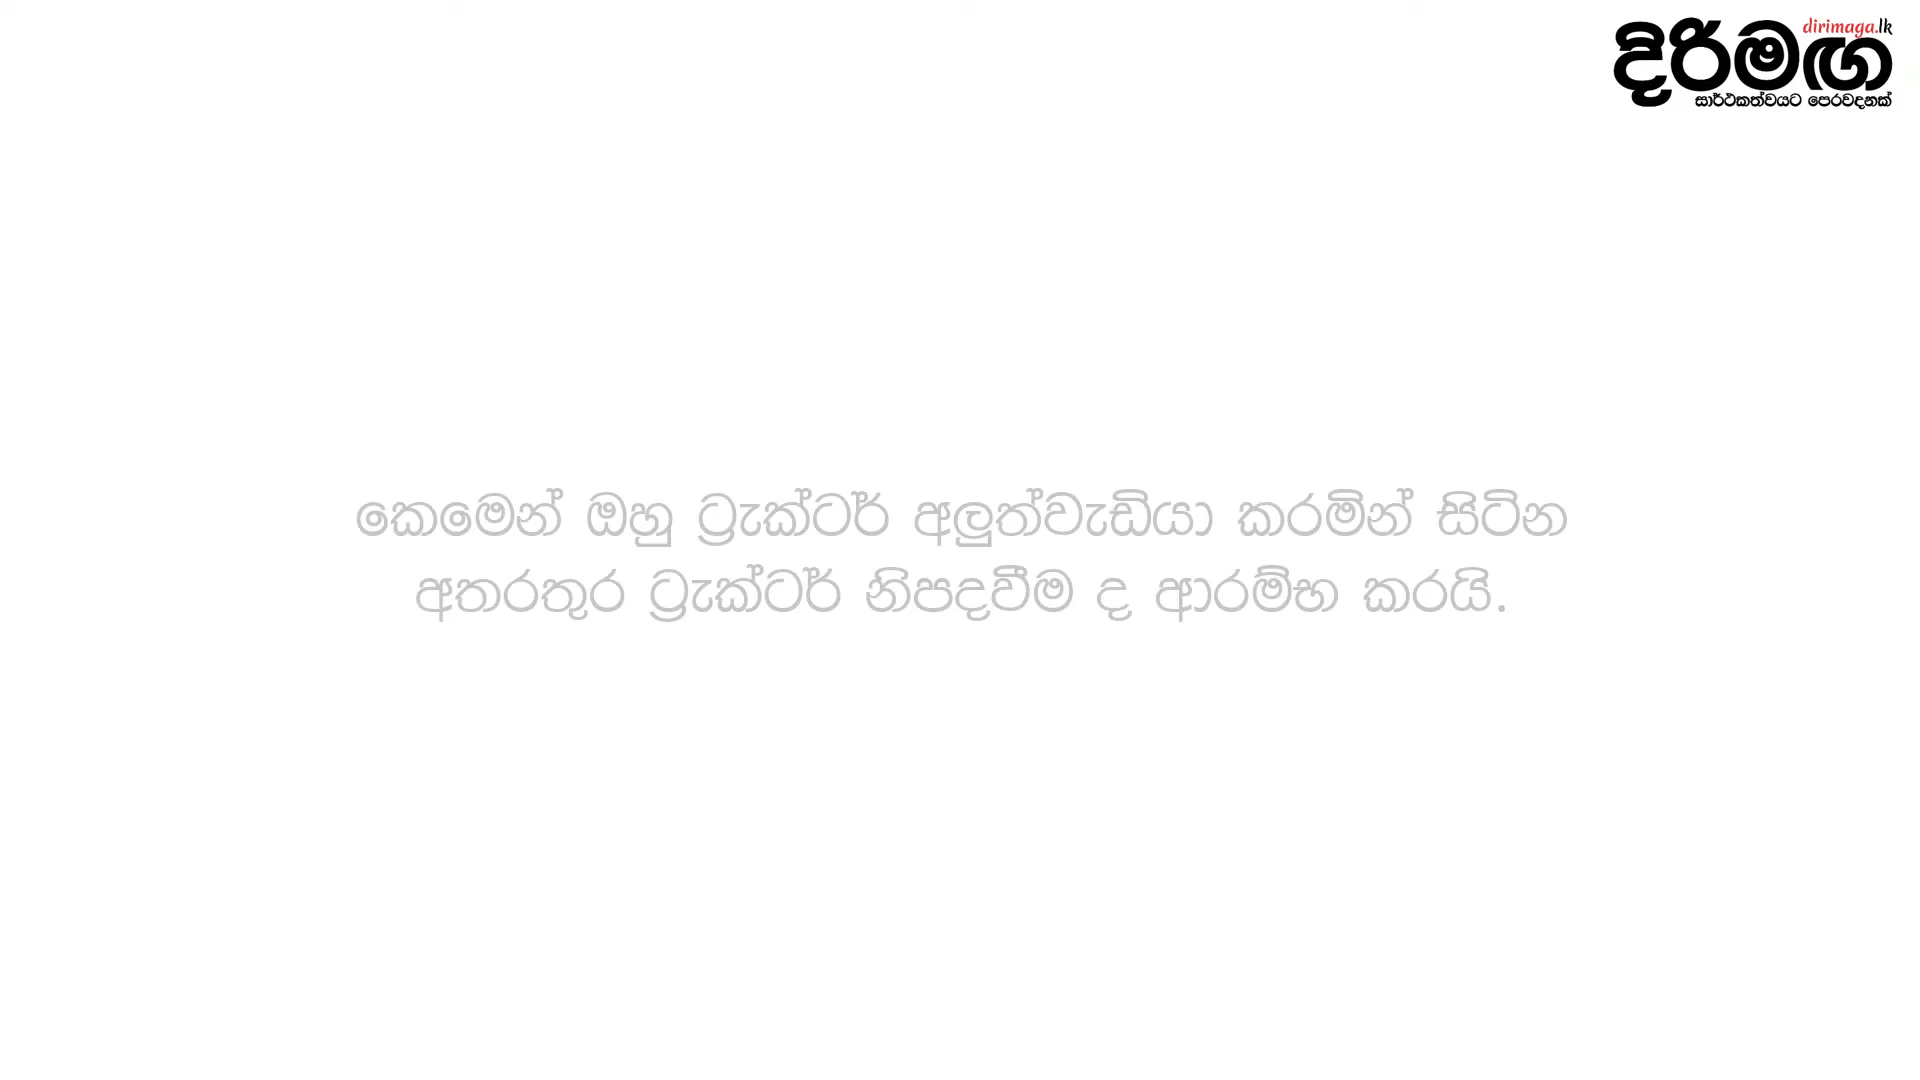 dirimaga.lk
දිරිමඟ
සාර්ථකත්වයට පෙරවදනක්
කෙමෙන් ඔහු ට්‍රැක්ටර් අලුත්වැඩියා කරමින් සිටින
අතරතුර ට්‍රැක්ටර් නිපදවීම ද ආරම්භ කරයි.